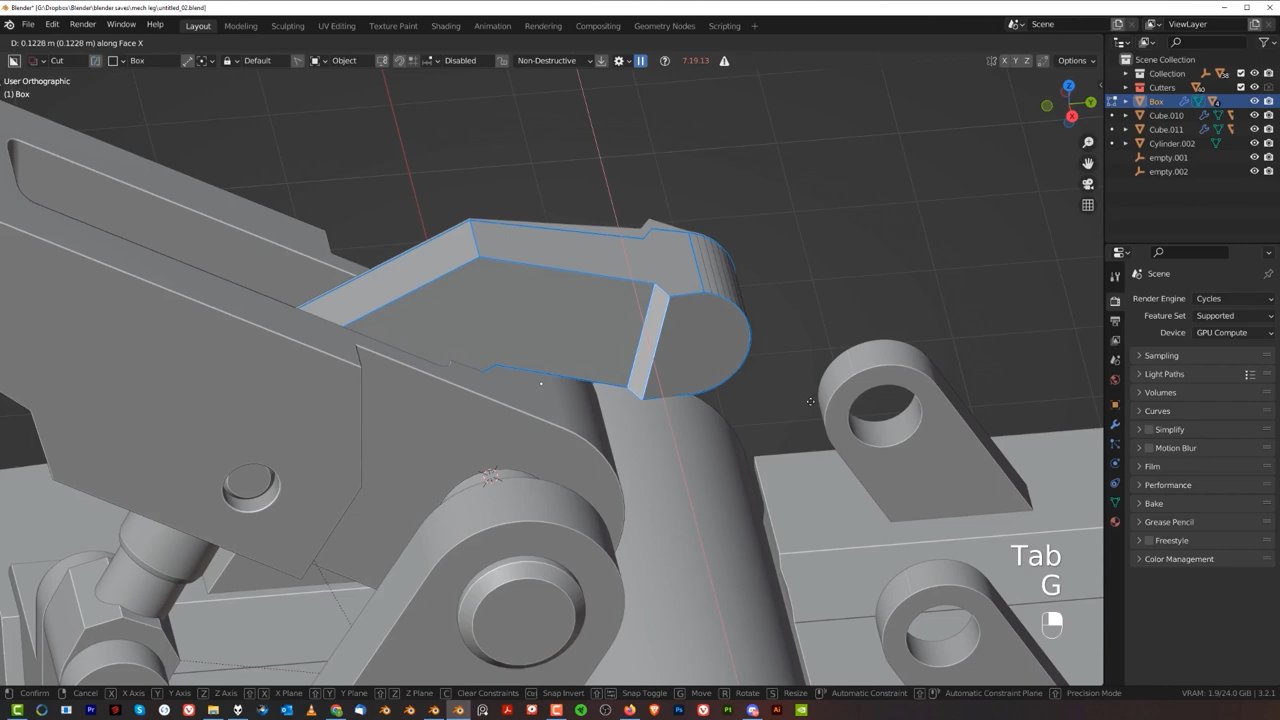 Blender* [G:\Dropbox\Blender\blender saves\mech leg\untitled_02.blend]
File Edit Render Window Help Layout Modeling Sculpting UV Editing Texture Paint Shading Animation Rendering Compositing Geometry Nodes Scripting + Scene ViewLayer
D: 0.1228 m (0.1228 m) along Face X
Cut Box Default Object Disabled Non-Destructive 7.19.13 X Y Z Options
User Orthographic
(1) Box
Scene Collection
Collection 38
Cutters 40
Box 4
Cube.010
Cube.011
Cylinder.002
empty.001
empty.002
Z
Y
X
Scene
Render Engine Cycles
Feature Set Supported
Device GPU Compute
Sampling
Light Paths
Volumes
Curves
Simplify
Motion Blur
Film
Performance
Bake
Grease Pencil
Freestyle
Color Management
Tab
G
Confirm Cancel X X Axis Y Y Axis Z Z Axis X X Plane Y Y Plane Z Z Plane C Clear Constraints Snap Invert Snap Toggle G Move R Rotate S Resize Automatic Constraint Automatic Constraint Plane Precision Mode VRAM: 1.9/24.0 GiB | 3.2.1